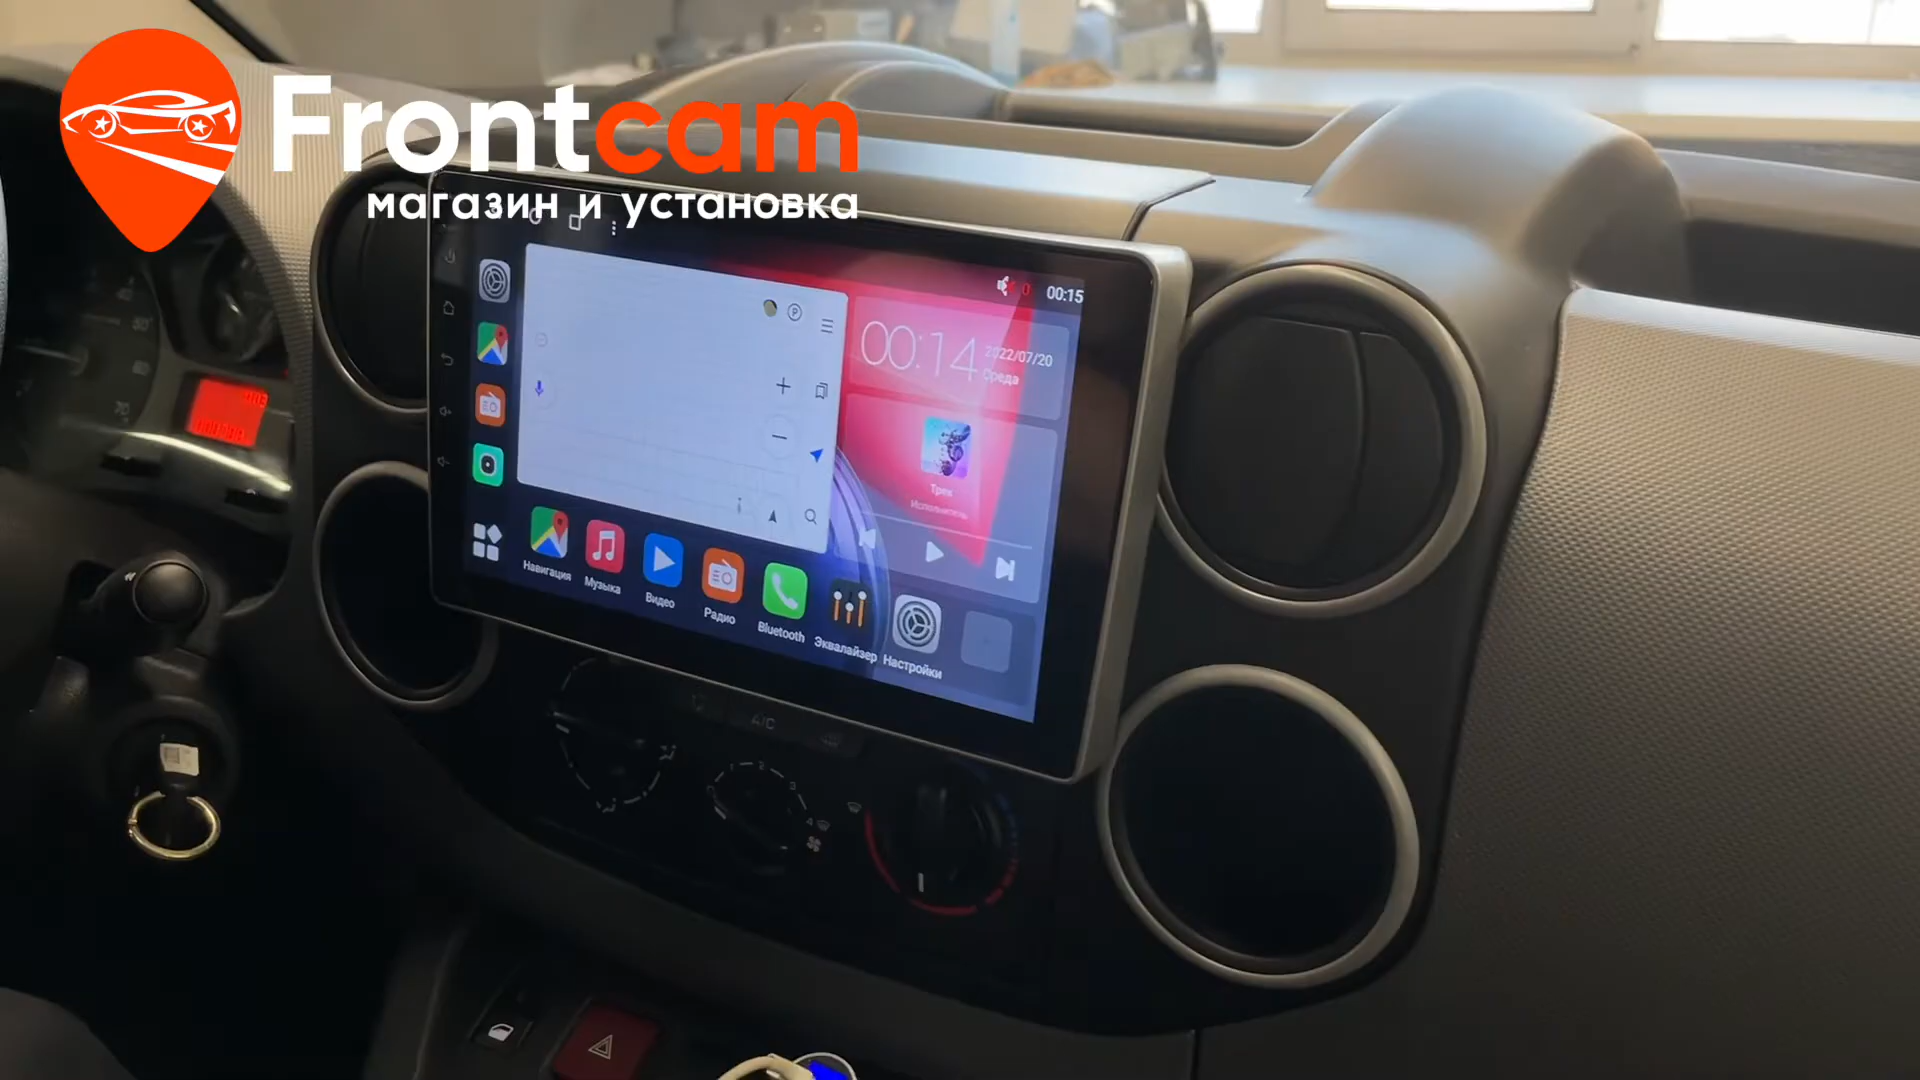 Frontcam
магазин и установка
00:15
00:14
2022/07/20
Среда
Трек
Исполнитель
Навигация
Музыка
Видео
Радио
Bluetooth
Эквалайзер
Настройки
A/C